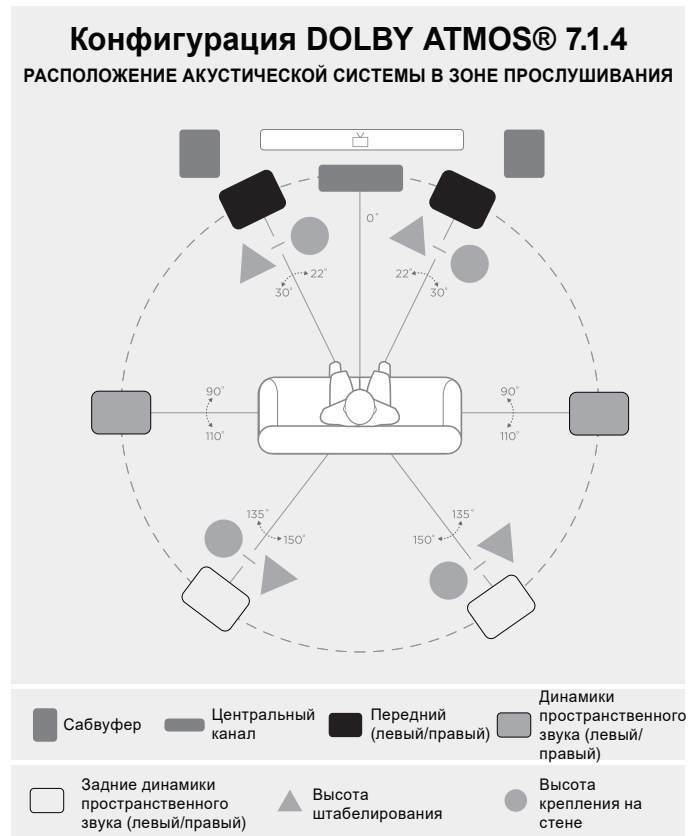 Конфигурация DOLBY ATMOS® 7.1.4
РАСПОЛОЖЕНИЕ АКУСТИЧЕСКОЙ СИСТЕМЫ В ЗОНЕ ПРОСЛУШИВАНИЯ
0°
22°
30°
22°
30°
90°
110°
90°
110°
135°
150°
135°
150°
Сабвуфер
Центральный
канал
Передний
(левый/правый)
Динамики
пространственного
звука (левый/
правый)
Задние динамики
пространственного
звука (левый/правый)
Высота
штабелирования
Высота
крепления на
стене